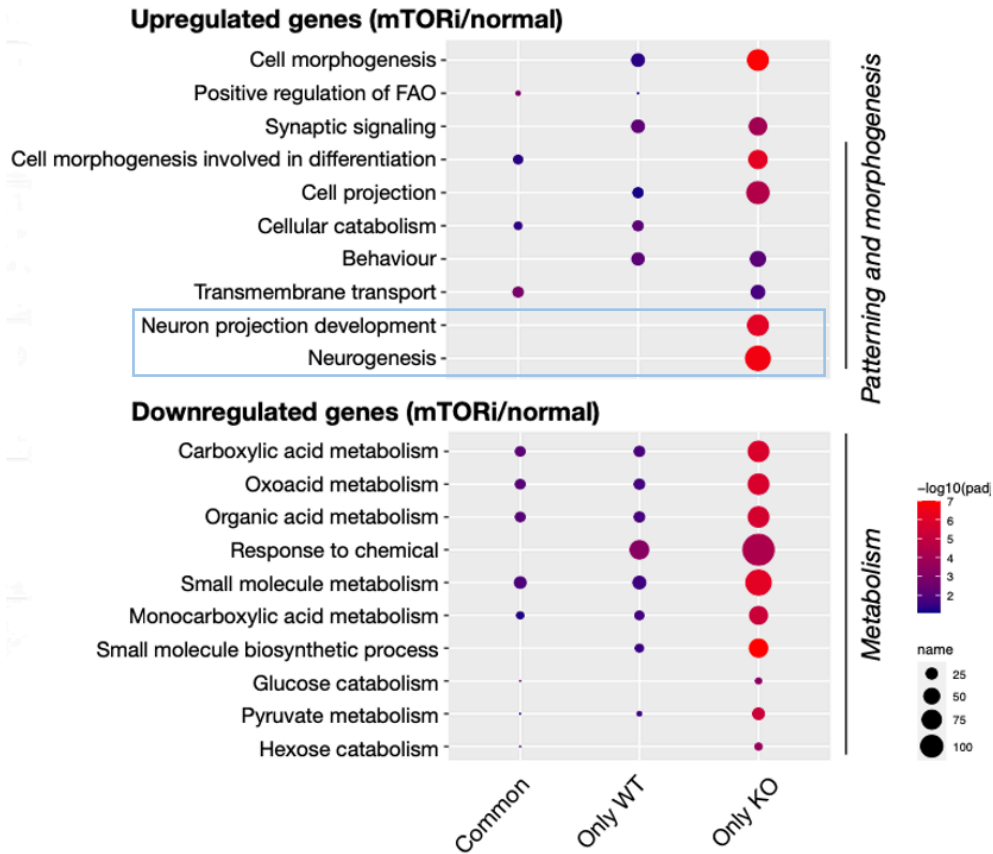 Upregulated genes (mTORi/normal)
Cell morphogenesis
Positive regulation of FAO
Synaptic signaling
Cell morphogenesis involved in differentiation
Cell projection
Cellular catabolism
Behaviour
Transmembrane transport
Neuron projection development
Neurogenesis
Patterning and morphogenesis
Downregulated genes (mTORi/normal)
Carboxylic acid metabolism
Oxoacid metabolism
Organic acid metabolism
Response to chemical
Small molecule metabolism
Monocarboxylic acid metabolism
Small molecule biosynthetic process
Glucose catabolism
Pyruvate metabolism
Hexose catabolism
Metabolism
Common
Only WT
Only KO
−log10(padj
7
6
5
4
3
2
name
25
50
75
100